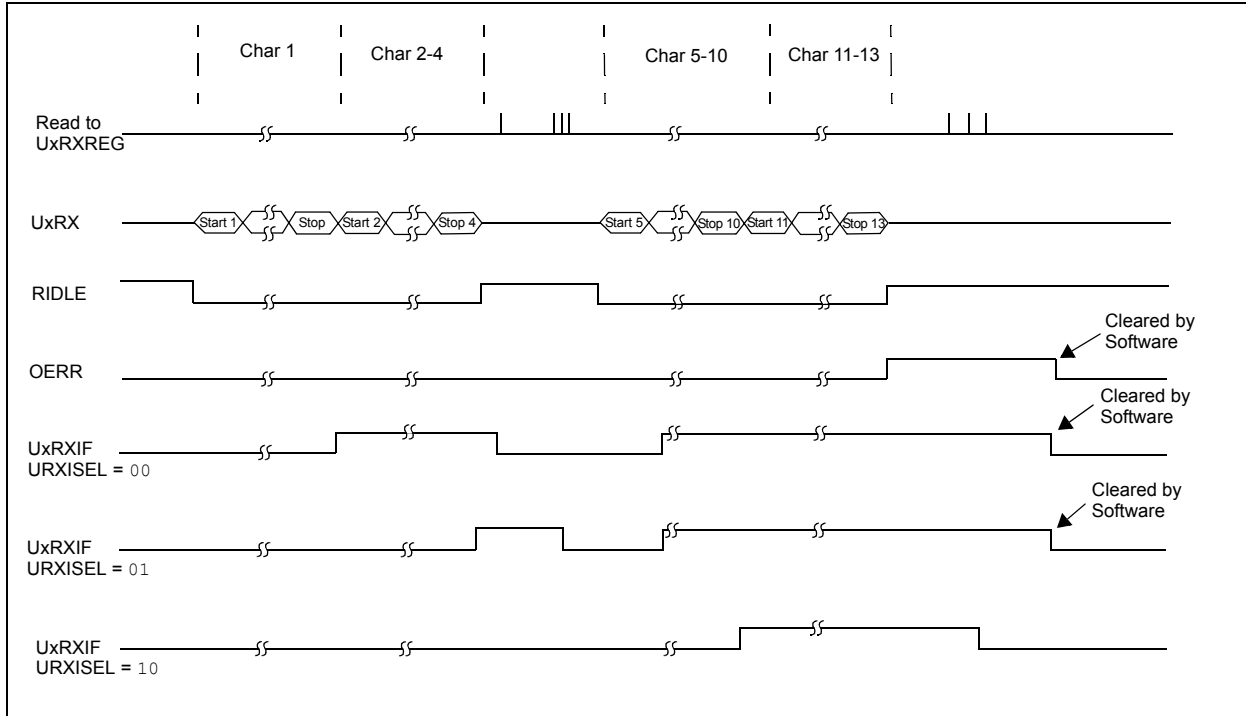 Char 1
Char 2-4
Char 5-10
Char 11-13
Read to
UxRXREG
UxRX
Start 1
Stop
Start 2
Stop 4
Start 5
Stop 10
Start 11
Stop 13
RIDLE
Cleared by
Software
OERR
Cleared by
Software
UxRXIF
URXISEL = 00
Cleared by
Software
UxRXIF
URXISEL = 01
UxRXIF
URXISEL = 10